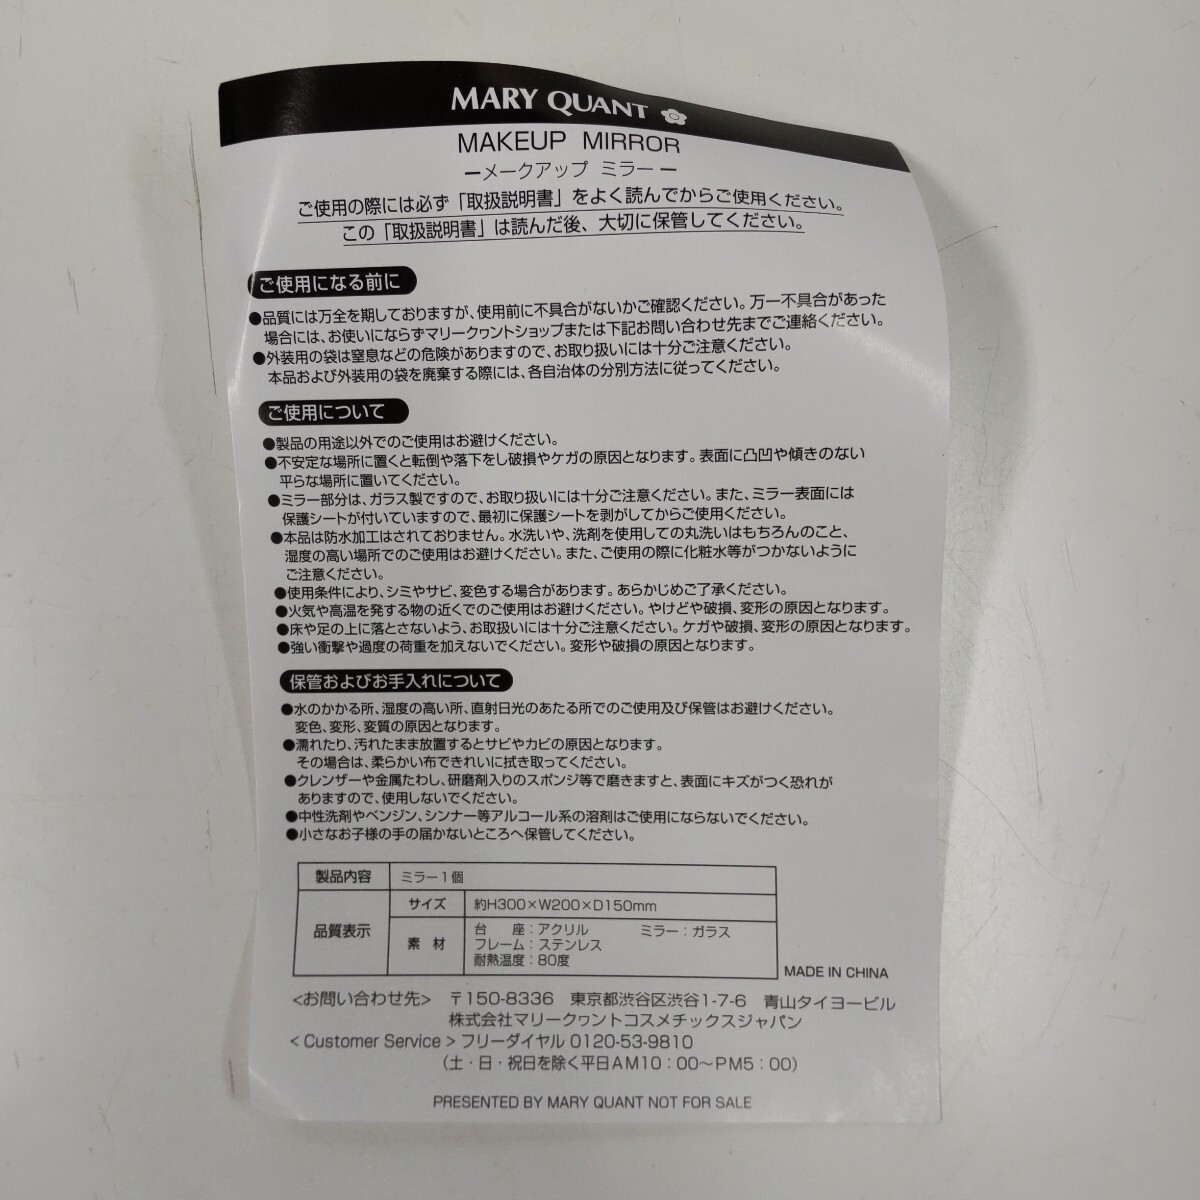 MARY QUANT
MAKEUP MIRROR
ーメークアップ ミラーー
ご使用の際には必ず「取扱説明書」をよく読んでからご使用ください。
この「取扱説明書」は読んだ後、大切に保管してください。
ご使用になる前に
●品質には万全を期しておりますが、使用前に不具合がないかご確認ください。万一不具合があった
場合には、お使いにならずマリークヮントショップまたは下記お問い合わせ先までご連絡ください。
●外装用の袋は窒息などの危険がありますので、お取り扱いには十分ご注意ください。
本品および外装用の袋を廃棄する際には、各自治体の分別方法に従ってください。
ご使用について
●製品の用途以外でのご使用はお避けください。
●不安定な場所に置くと転倒や落下をし破損やケガの原因となります。表面に凸凹や傾きのない
平らな場所に置いてください。
●ミラー部分は、ガラス製ですので、お取り扱いには十分ご注意ください。また、ミラー表面には
保護シートが付いていますので、最初に保護シートを剥がしてからご使用ください。
●本品は防水加工はされておりません。水洗いや、洗剤を使用しての丸洗いはもちろんのこと、
湿度の高い場所でのご使用はお避けください。また、ご使用の際に化粧水等がつかないように
ご注意ください。
●使用条件により、シミやサビ、変色する場合があります。あらかじめご了承ください。
●火気や高温を発する物の近くでのご使用はお避けください。やけどや破損、変形の原因となります。
●床や足の上に落とさないよう、お取扱いには十分ご注意ください。ケガや破損、変形の原因となります。
●強い衝撃や過度の荷重を加えないでください。変形や破損の原因となります。
保管およびお手入れについて
●水のかかる所、湿度の高い所、直射日光のあたる所でのご使用及び保管はお避けください。
変色、変形、変質の原因となります。
●濡れたり、汚れたまま放置するとサビやカビの原因となります。
その場合は、柔らかい布できれいに拭き取ってください。
●クレンザーや金属たわし、研磨剤入りのスポンジ等で磨きますと、表面にキズがつく恐れが
ありますので、使用しないでください。
●中性洗剤やベンジン、シンナー等アルコール系の溶剤はご使用にならないでください。
●小さなお子様の手の届かないところへ保管してください。
製品内容 ミラー1個
品質表示 サイズ 約H300×W200×D150mm
素 材 台 座：アクリル ミラー：ガラス
フレーム：ステンレス
耐熱温度：80度
MADE IN CHINA
<お問い合わせ先> 〒150-8336 東京都渋谷区渋谷1-7-6 青山タイヨービル
株式会社マリークヮントコスメチックスジャパン
< Customer Service > フリーダイヤル 0120-53-9810
（土・日・祝日を除く平日AM10：00～PM5：00）
PRESENTED BY MARY QUANT NOT FOR SALE